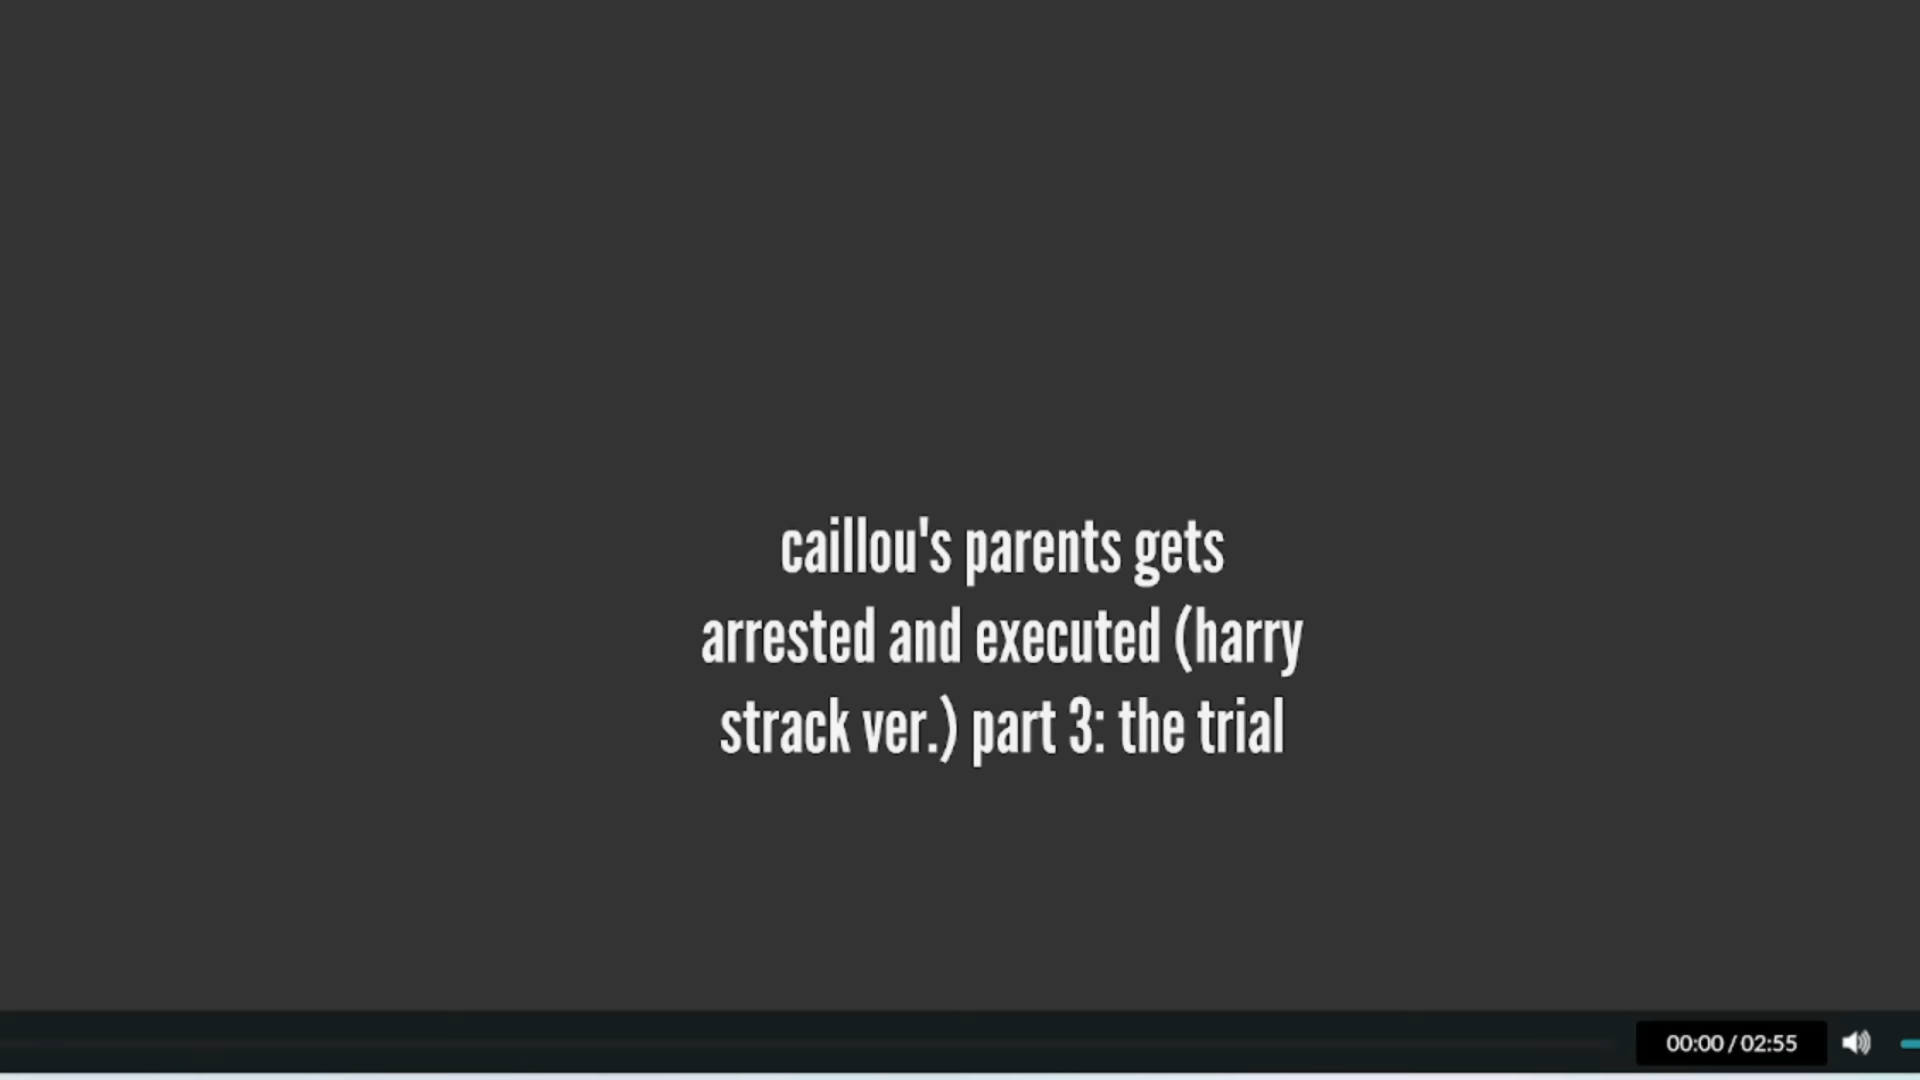 caillou's parents gets
arrested and executed (harry
strack ver.) part 3: the trial
00:00 / 02:55